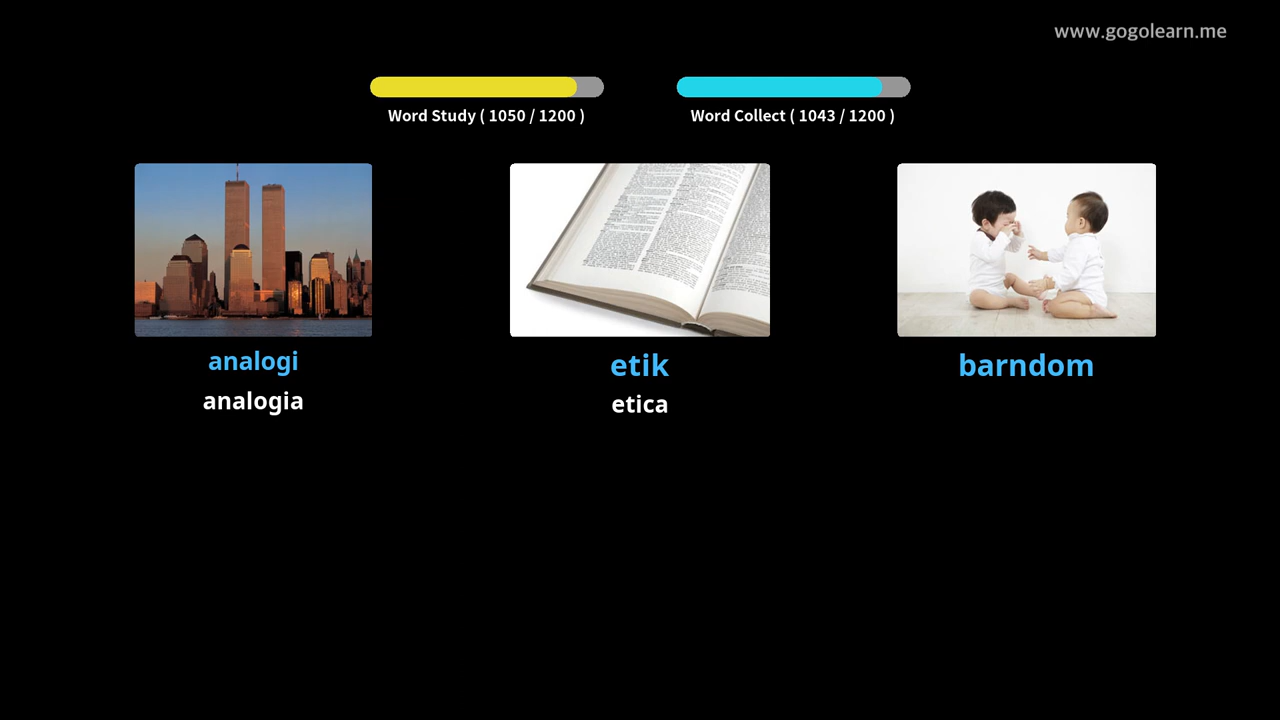 www.gogolearn.me
Word Study ( 1050 / 1200 )
Word Collect ( 1043 / 1200 )
analogi
analogia
etik
etica
barndom